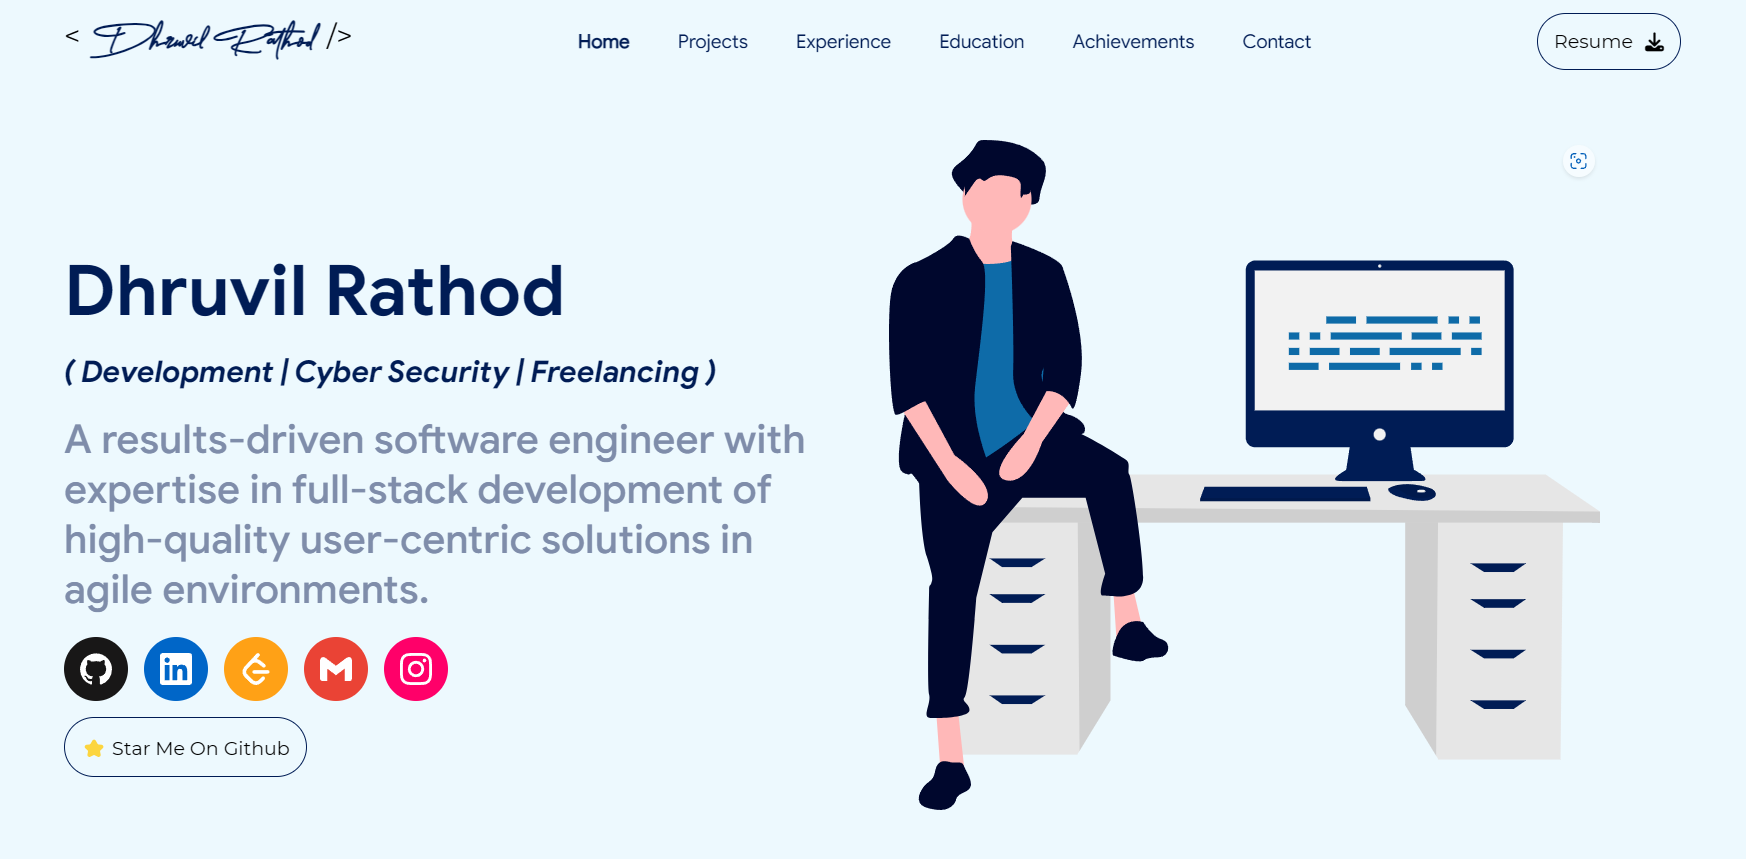 < Dhruvil Rathod />
Home Projects Experience Education Achievements Contact
Resume
Dhruvil Rathod
( Development | Cyber Security | Freelancing )
A results-driven software engineer with
expertise in full-stack development of
high-quality user-centric solutions in
agile environments.
in
Star Me On Github